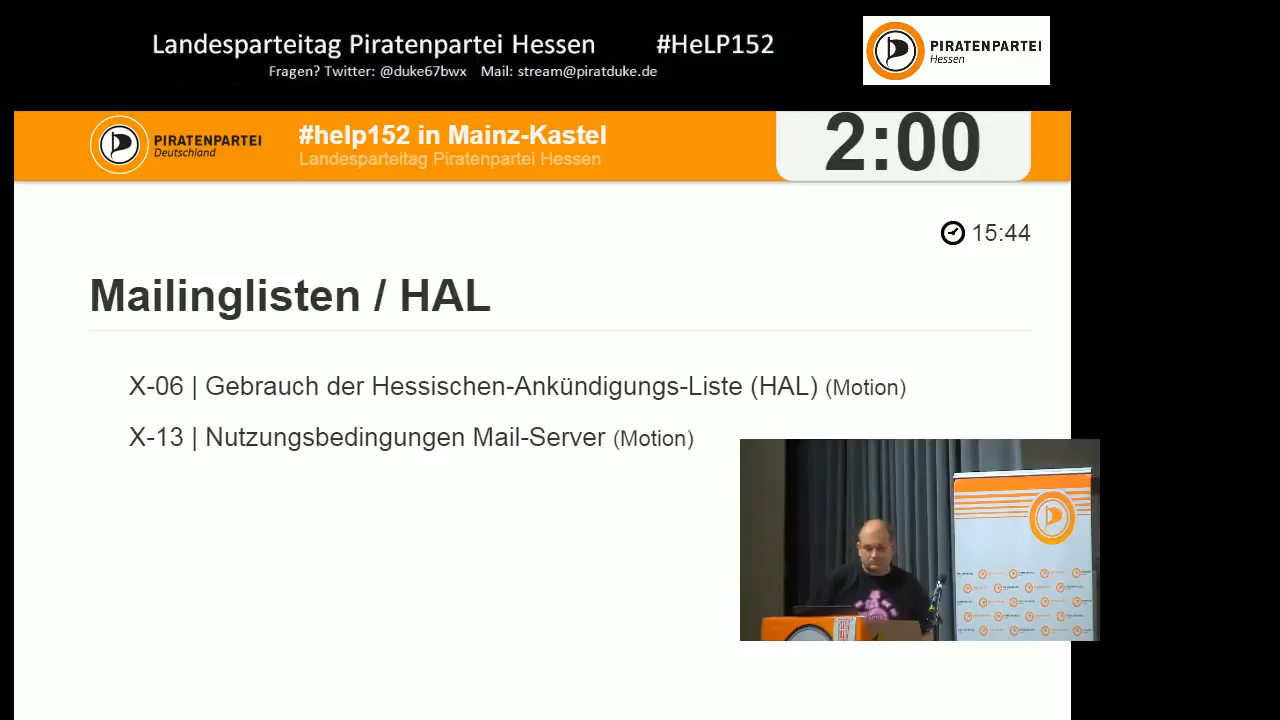 Landesparteitag Piratenpartei Hessen #HeLP152
Fragen? Twitter: @duke67bwx Mail: stream@piratduke.de
PIRATENPARTEI
Hessen
PIRATENPARTEI
Deutschland
#help152 in Mainz-Kastel
Landesparteitag Piratenpartei Hessen
2:00
15:44
Mailinglisten / HAL
X-06 | Gebrauch der Hessischen-Ankündigungs-Liste (HAL) (Motion)
X-13 | Nutzungsbedingungen Mail-Server (Motion)